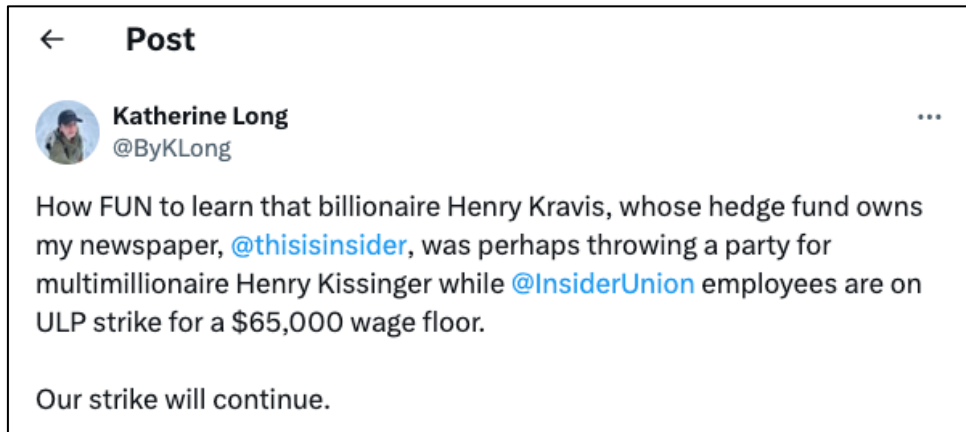 Post
Katherine Long
@ByKLong
How FUN to learn that billionaire Henry Kravis, whose hedge fund owns
my newspaper, @thisisinsider, was perhaps throwing a party for
multimillionaire Henry Kissinger while @InsiderUnion employees are on
ULP strike for a $65,000 wage floor.
Our strike will continue.